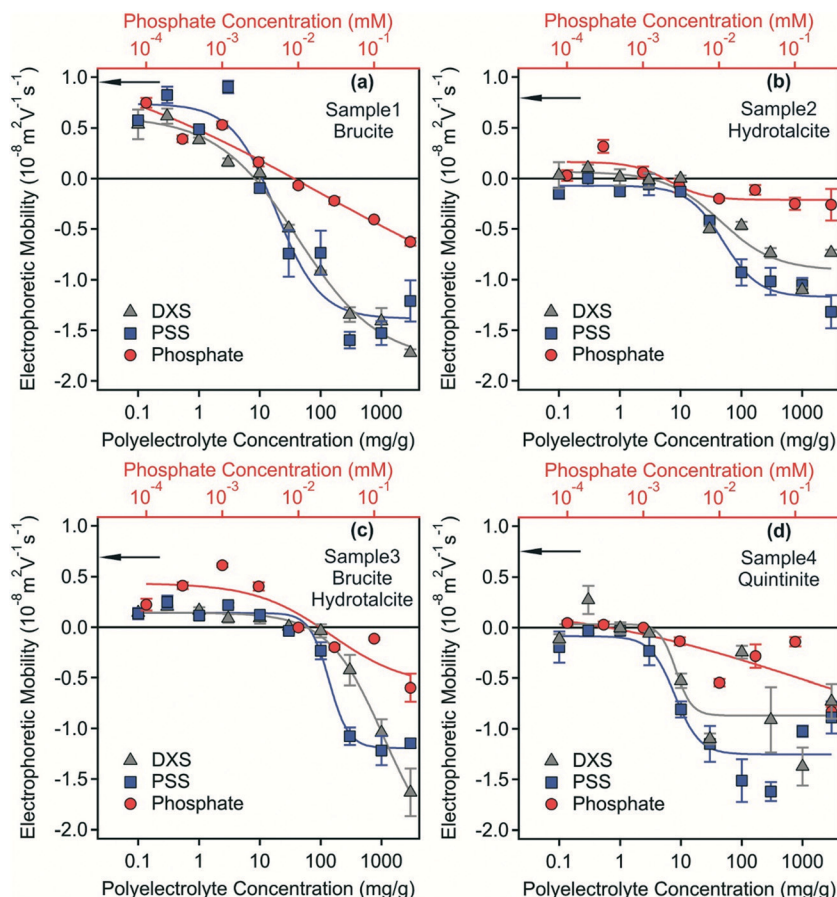 Phosphate Concentration (mM)
10⁻⁴ 10⁻³ 10⁻² 10⁻¹
Electrophoretic Mobility (10⁻⁸ m² V⁻¹ s⁻¹)
1.0
0.5
0.0
-0.5
-1.0
-1.5
-2.0
(a)
Sample1
Brucite
DXS
PSS
Phosphate
0.1 1 10 100 1000
Polyelectrolyte Concentration (mg/g)
Phosphate Concentration (mM)
10⁻⁴ 10⁻³ 10⁻² 10⁻¹
Electrophoretic Mobility (10⁻⁸ m² V⁻¹ s⁻¹)
1.0
0.5
0.0
-0.5
-1.0
-1.5
-2.0
(b)
Sample2
Hydrotalcite
DXS
PSS
Phosphate
0.1 1 10 100 1000
Polyelectrolyte Concentration (mg/g)
Phosphate Concentration (mM)
10⁻⁴ 10⁻³ 10⁻² 10⁻¹
Electrophoretic Mobility (10⁻⁸ m² V⁻¹ s⁻¹)
1.0
0.5
0.0
-0.5
-1.0
-1.5
-2.0
(c)
Sample3
Brucite
Hydrotalcite
DXS
PSS
Phosphate
0.1 1 10 100 1000
Polyelectrolyte Concentration (mg/g)
Phosphate Concentration (mM)
10⁻⁴ 10⁻³ 10⁻² 10⁻¹
Electrophoretic Mobility (10⁻⁸ m² V⁻¹ s⁻¹)
1.0
0.5
0.0
-0.5
-1.0
-1.5
-2.0
(d)
Sample4
Quintinite
DXS
PSS
Phosphate
0.1 1 10 100 1000
Polyelectrolyte Concentration (mg/g)